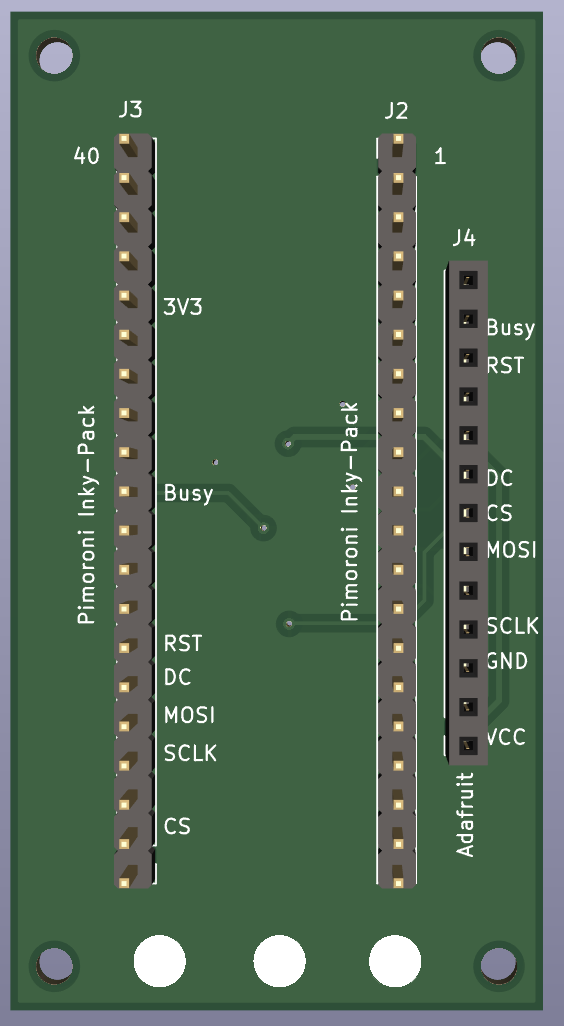 J3
J2
40
1
J4
3V3
Busy
RST
Pimoroni Inky-Pack
Pimoroni Inky-Pack
DC
Busy
CS
MOSI
SCLK
RST
GND
DC
MOSI
VCC
SCLK
Adafruit
CS